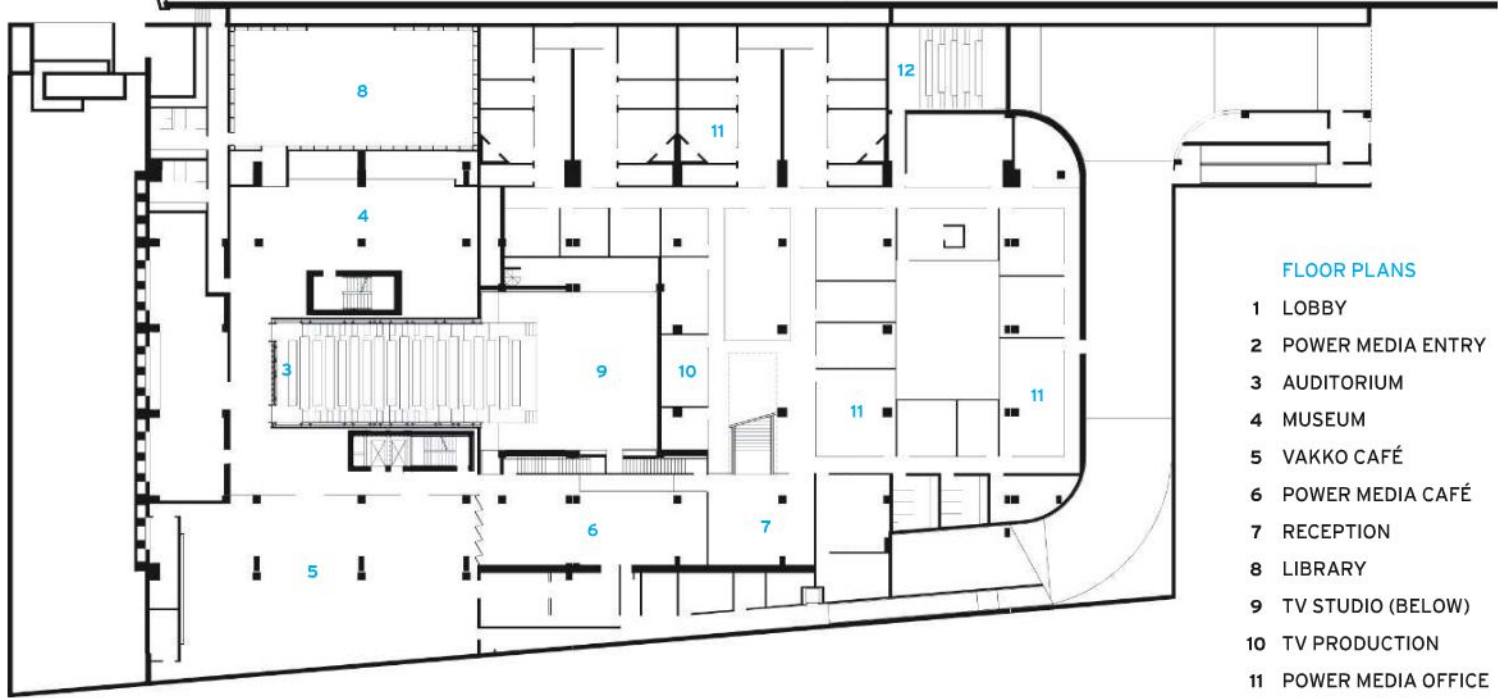 8
12
11
4
FLOOR PLANS
1 LOBBY
2 POWER MEDIA ENTRY
3 AUDITORIUM
4 MUSEUM
5 VAKKO CAFÉ
6 POWER MEDIA CAFÉ
7 RECEPTION
8 LIBRARY
9 TV STUDIO (BELOW)
10 TV PRODUCTION
11 POWER MEDIA OFFICE
3
9
10
11
11
6
7
5